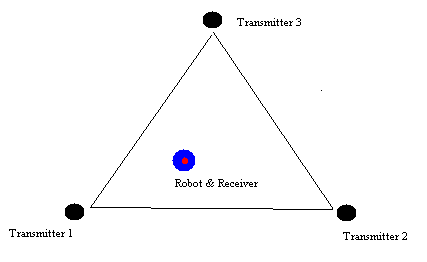 Transmitter 3
Robot & Receiver
Transmitter 1
Transmitter 2